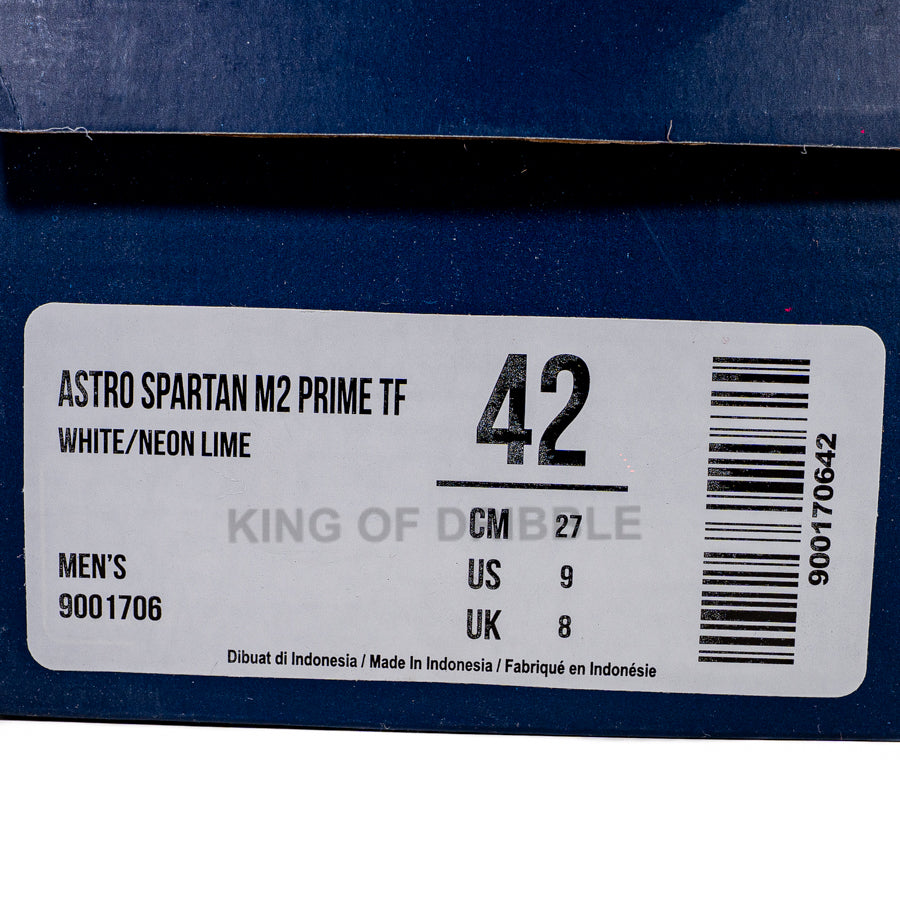 ASTRO SPARTAN M2 PRIME TF
WHITE/NEON LIME
42
KING OF DRIBBLE
CM 27
US 9
UK 8
MEN'S
9001706
900170642
Dibuat di Indonesia / Made In Indonesia / Fabriqué en Indonésie